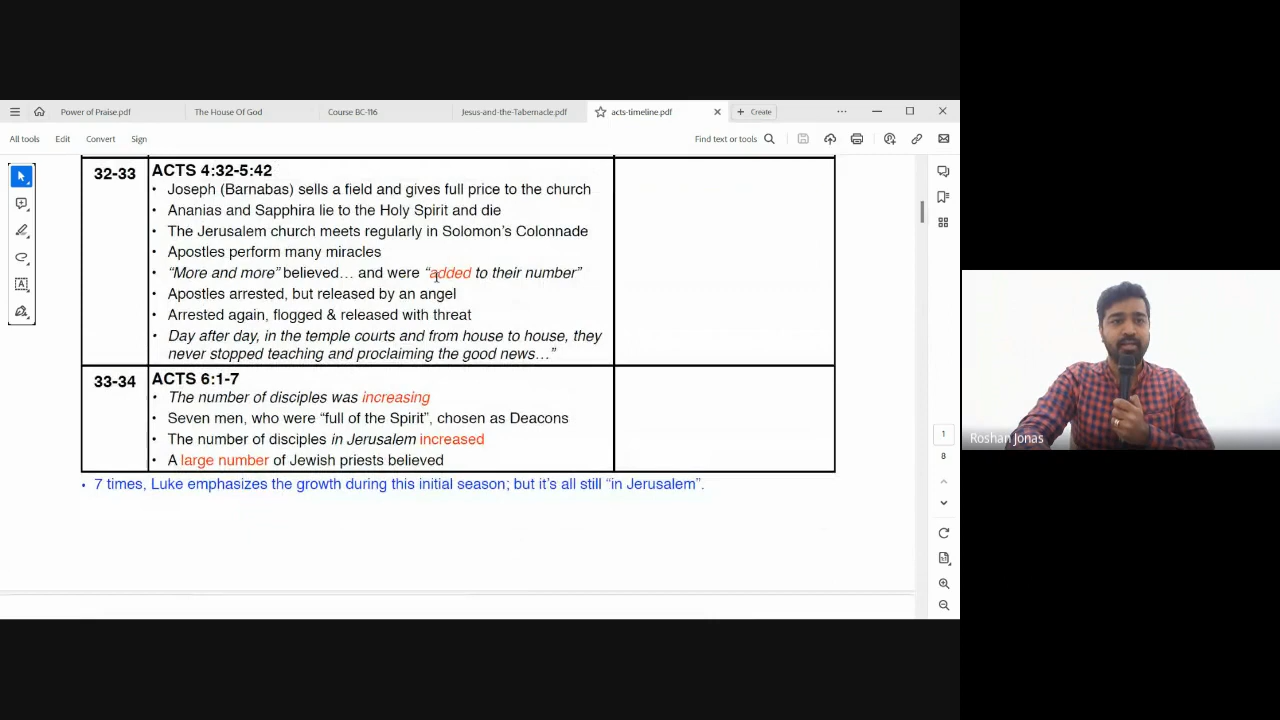 Power of Praise.pdf
The House Of God
Course BC-116
Jesus-and-the-Tabernacle.pdf
acts-timeline.pdf
Create
All tools
Edit
Convert
Sign
Find text or tools
32-33
ACTS 4:32-5:42
• Joseph (Barnabas) sells a field and gives full price to the church
• Ananias and Sapphira lie to the Holy Spirit and die
• The Jerusalem church meets regularly in Solomon’s Colonnade
• Apostles perform many miracles
• “More and more” believed… and were “added to their number”
• Apostles arrested, but released by an angel
• Arrested again, flogged & released with threat
• Day after day, in the temple courts and from house to house, they
never stopped teaching and proclaiming the good news…”
33-34
ACTS 6:1-7
• The number of disciples was increasing
• Seven men, who were “full of the Spirit”, chosen as Deacons
• The number of disciples in Jerusalem increased
• A large number of Jewish priests believed
• 7 times, Luke emphasizes the growth during this initial season; but it’s all still “in Jerusalem”.
1
8
Roshan Jonas